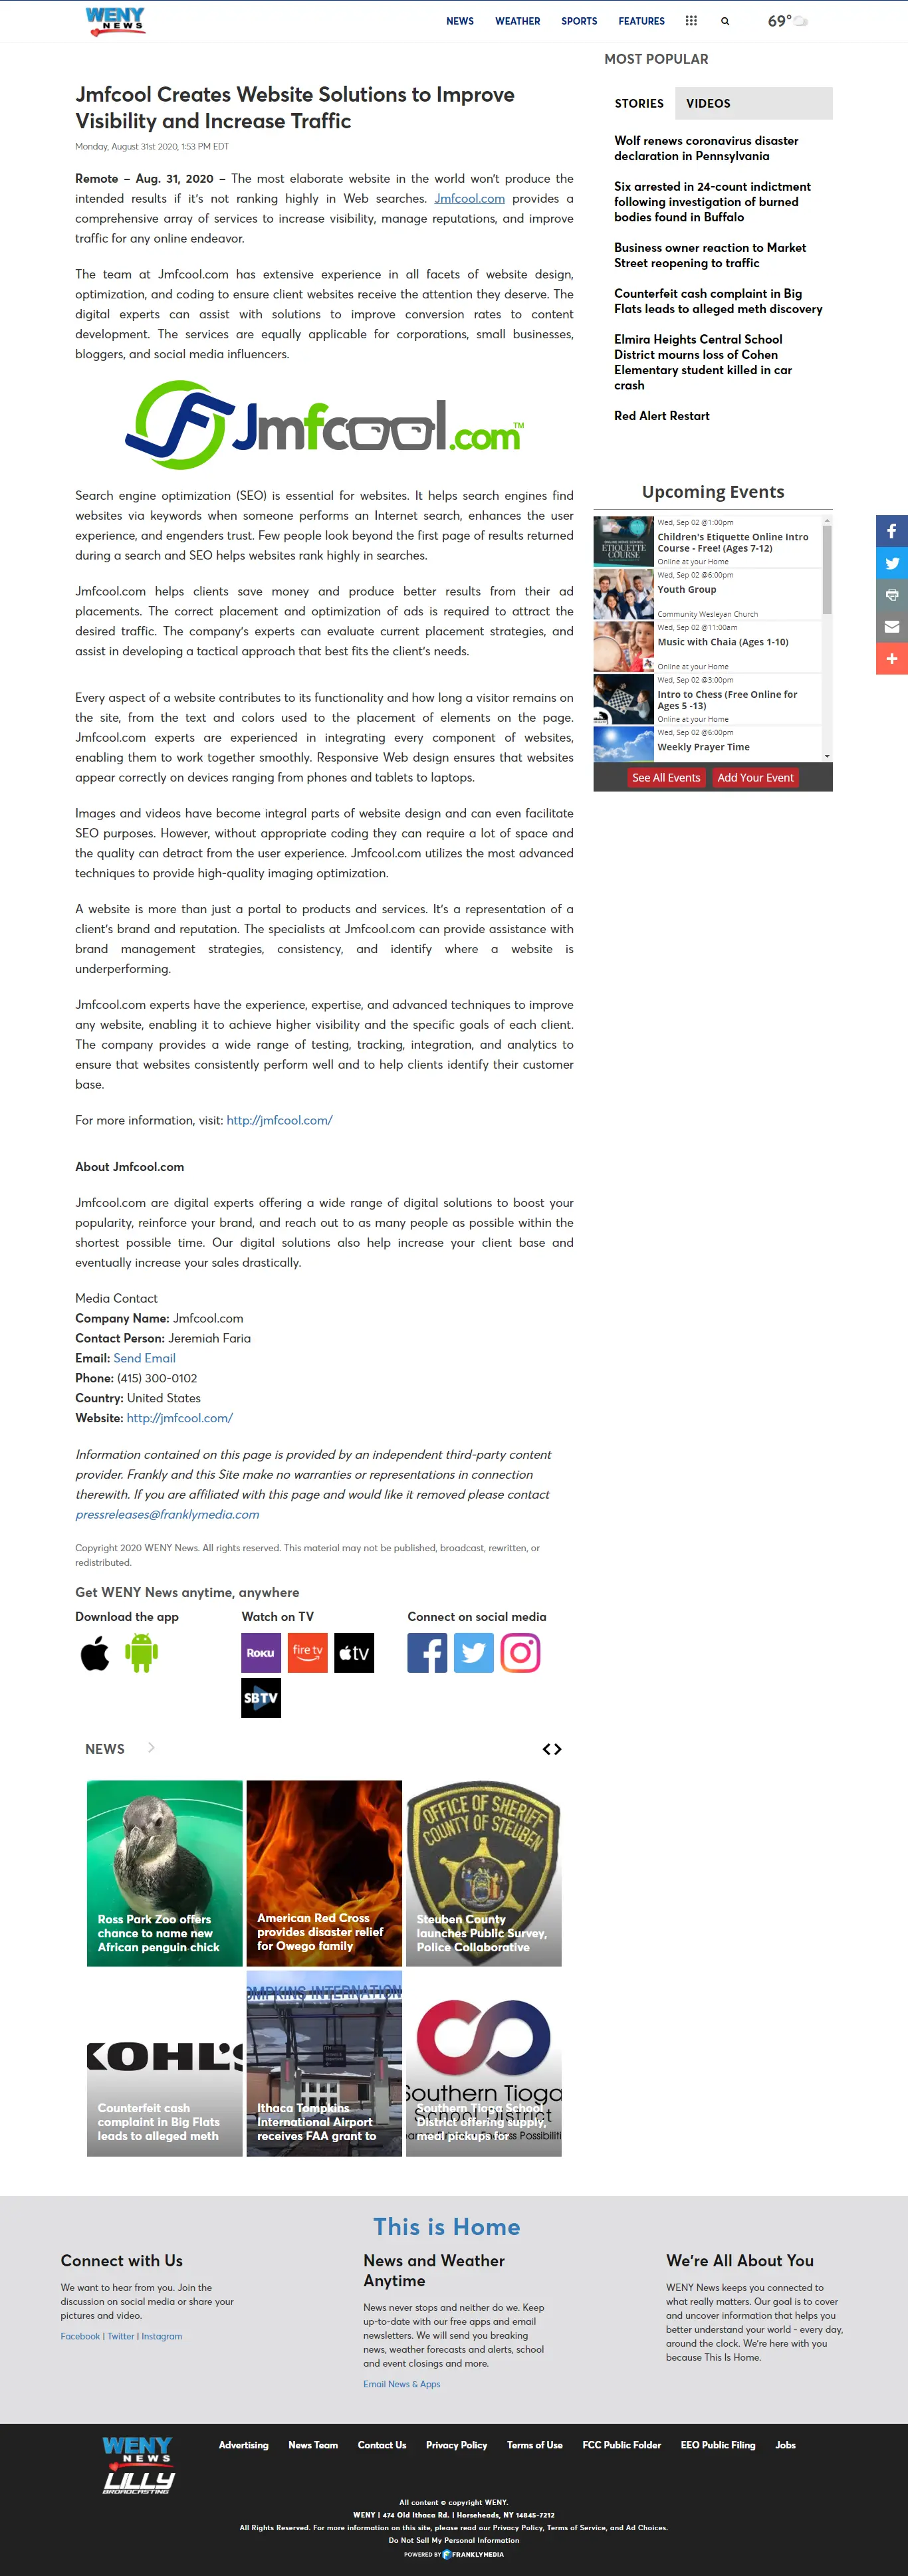 WENY
NEWS
NEWS WEATHER SPORTS FEATURES 69°
Jmfcool Creates Website Solutions to Improve
Visibility and Increase Traffic
Monday, August 31st 2020, 1:53 PM EDT
Remote – Aug. 31, 2020 – The most elaborate website in the world won't produce the
intended results if it's not ranking highly in Web searches. Jmfcool.com provides a
comprehensive array of services to increase visibility, manage reputations, and improve
traffic for any online endeavor.
The team at Jmfcool.com has extensive experience in all facets of website design,
optimization, and coding to ensure client websites receive the attention they deserve. The
digital experts can assist with solutions to improve conversion rates to content
development. The services are equally applicable for corporations, small businesses,
bloggers, and social media influencers.
Jmfcool.com™
Search engine optimization (SEO) is essential for websites. It helps search engines find
websites via keywords when someone performs an Internet search, enhances the user
experience, and engenders trust. Few people look beyond the first page of results returned
during a search and SEO helps websites rank highly in searches.
Jmfcool.com helps clients save money and produce better results from their ad
placements. The correct placement and optimization of ads is required to attract the
desired traffic. The company's experts can evaluate current placement strategies, and
assist in developing a tactical approach that best fits the client's needs.
Every aspect of a website contributes to its functionality and how long a visitor remains on
the site, from the text and colors used to the placement of elements on the page.
Jmfcool.com experts are experienced in integrating every component of websites,
enabling them to work together smoothly. Responsive Web design ensures that websites
appear correctly on devices ranging from phones and tablets to laptops.
Images and videos have become integral parts of website design and can even facilitate
SEO purposes. However, without appropriate coding they can require a lot of space and
the quality can detract from the user experience. Jmfcool.com utilizes the most advanced
techniques to provide high-quality imaging optimization.
A website is more than just a portal to products and services. It's a representation of a
client's brand and reputation. The specialists at Jmfcool.com can provide assistance with
brand management strategies, consistency, and identify where a website is
underperforming.
Jmfcool.com experts have the experience, expertise, and advanced techniques to improve
any website, enabling it to achieve higher visibility and the specific goals of each client.
The company provides a wide range of testing, tracking, integration, and analytics to
ensure that websites consistently perform well and to help clients identify their customer
base.
For more information, visit: http://jmfcool.com/
About Jmfcool.com
Jmfcool.com are digital experts offering a wide range of digital solutions to boost your
popularity, reinforce your brand, and reach out to as many people as possible within the
shortest possible time. Our digital solutions also help increase your client base and
eventually increase your sales drastically.
Media Contact
Company Name: Jmfcool.com
Contact Person: Jeremiah Faria
Email: Send Email
Phone: (415) 300-0102
Country: United States
Website: http://jmfcool.com/
Information contained on this page is provided by an independent third-party content
provider. Frankly and this Site make no warranties or representations in connection
therewith. If you are affiliated with this page and would like it removed please contact
pressreleases@franklymedia.com
Copyright 2020 WENY News. All rights reserved. This material may not be published, broadcast, rewritten, or
redistributed.
MOST POPULAR
STORIES VIDEOS
Wolf renews coronavirus disaster
declaration in Pennsylvania
Six arrested in 24-count indictment
following investigation of burned
bodies found in Buffalo
Business owner reaction to Market
Street reopening to traffic
Counterfeit cash complaint in Big
Flats leads to alleged meth discovery
Elmira Heights Central School
District mourns loss of Cohen
Elementary student killed in car
crash
Red Alert Restart
Upcoming Events
ETIQUETTE
COURSE
Wed, Sep 02 @1:00pm
Children's Etiquette Online Intro
Course - Free! (Ages 7-12)
Online at your Home
Wed, Sep 02 @6:00pm
Youth Group
Community Wesleyan Church
Wed, Sep 02 @11:00am
Music with Chaia (Ages 1-10)
Online at your Home
Wed, Sep 02 @3:00pm
Intro to Chess (Free Online for
Ages 5 -13)
Online at your Home
Wed, Sep 02 @6:00pm
Weekly Prayer Time
See All Events Add Your Event
Get WENY News anytime, anywhere
Download the app
Watch on TV
Roku fire tv tv
SBTV
Connect on social media
NEWS
Ross Park Zoo offers
chance to name new
African penguin chick
American Red Cross
provides disaster relief
for Owego family
OFFICE OF SHERIFF
COUNTY OF STEUBEN
Steuben County
launches Public Survey,
Police Collaborative
KOHL'S
Counterfeit cash
complaint in Big Flats
leads to alleged meth
OMPKINS INTERNATION
Ithaca Tompkins
International Airport
receives FAA grant to
Southern Tioga
School District
Southern Tioga School
District offering supply,
meal pickups for
This is Home
Connect with Us
We want to hear from you. Join the
discussion on social media or share your
pictures and video.
Facebook | Twitter | Instagram
News and Weather
Anytime
News never stops and neither do we. Keep
up-to-date with our free apps and email
newsletters. We will send you breaking
news, weather forecasts and alerts, school
and event closings and more.
Email News & Apps
We're All About You
WENY News keeps you connected to
what really matters. Our goal is to cover
and uncover information that helps you
better understand your world - every day,
around the clock. We're here with you
because This Is Home.
WENY
NEWS
LILLY
BROADCASTING
Advertising News Team Contact Us Privacy Policy Terms of Use FCC Public Folder EEO Public Filing Jobs
All content © copyright WENY.
WENY | 474 Old Ithaca Rd. | Horseheads, NY 14845-7212
All Rights Reserved. For more information on this site, please read our Privacy Policy, Terms of Service, and Ad Choices.
Do Not Sell My Personal Information
POWERED BY FRANKLYMEDIA